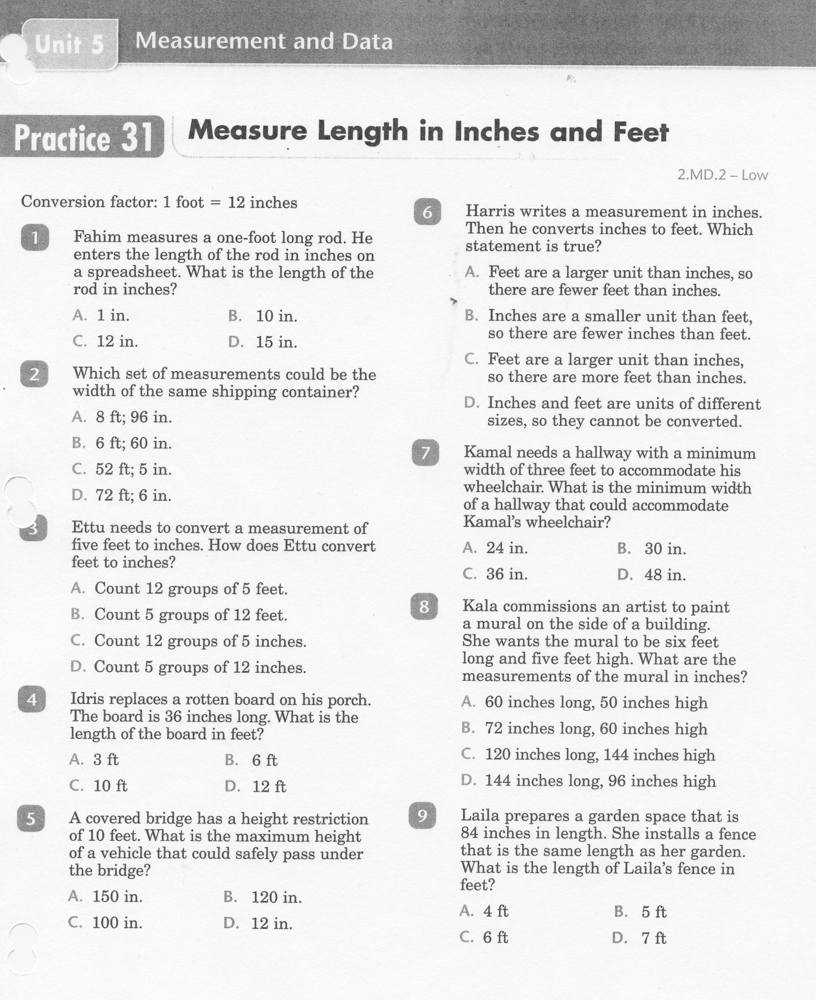 Unit 5
Measurement and Data
Practice 31
Measure Length in Inches and Feet
2.MD.2 – Low
Conversion factor: 1 foot = 12 inches
1
Fahim measures a one-foot long rod. He
enters the length of the rod in inches on
a spreadsheet. What is the length of the
rod in inches?
A. 1 in. B. 10 in.
C. 12 in. D. 15 in.
2
Which set of measurements could be the
width of the same shipping container?
A. 8 ft; 96 in.
B. 6 ft; 60 in.
C. 52 ft; 5 in.
D. 72 ft; 6 in.
3
Ettu needs to convert a measurement of
five feet to inches. How does Ettu convert
feet to inches?
A. Count 12 groups of 5 feet.
B. Count 5 groups of 12 feet.
C. Count 12 groups of 5 inches.
D. Count 5 groups of 12 inches.
4
Idris replaces a rotten board on his porch.
The board is 36 inches long. What is the
length of the board in feet?
A. 3 ft B. 6 ft
C. 10 ft D. 12 ft
5
A covered bridge has a height restriction
of 10 feet. What is the maximum height
of a vehicle that could safely pass under
the bridge?
A. 150 in. B. 120 in.
C. 100 in. D. 12 in.
6
Harris writes a measurement in inches.
Then he converts inches to feet. Which
statement is true?
A. Feet are a larger unit than inches, so
there are fewer feet than inches.
B. Inches are a smaller unit than feet,
so there are fewer inches than feet.
C. Feet are a larger unit than inches,
so there are more feet than inches.
D. Inches and feet are units of different
sizes, so they cannot be converted.
7
Kamal needs a hallway with a minimum
width of three feet to accommodate his
wheelchair. What is the minimum width
of a hallway that could accommodate
Kamal's wheelchair?
A. 24 in. B. 30 in.
C. 36 in. D. 48 in.
8
Kala commissions an artist to paint
a mural on the side of a building.
She wants the mural to be six feet
long and five feet high. What are the
measurements of the mural in inches?
A. 60 inches long, 50 inches high
B. 72 inches long, 60 inches high
C. 120 inches long, 144 inches high
D. 144 inches long, 96 inches high
9
Laila prepares a garden space that is
84 inches in length. She installs a fence
that is the same length as her garden.
What is the length of Laila's fence in
feet?
A. 4 ft B. 5 ft
C. 6 ft D. 7 ft